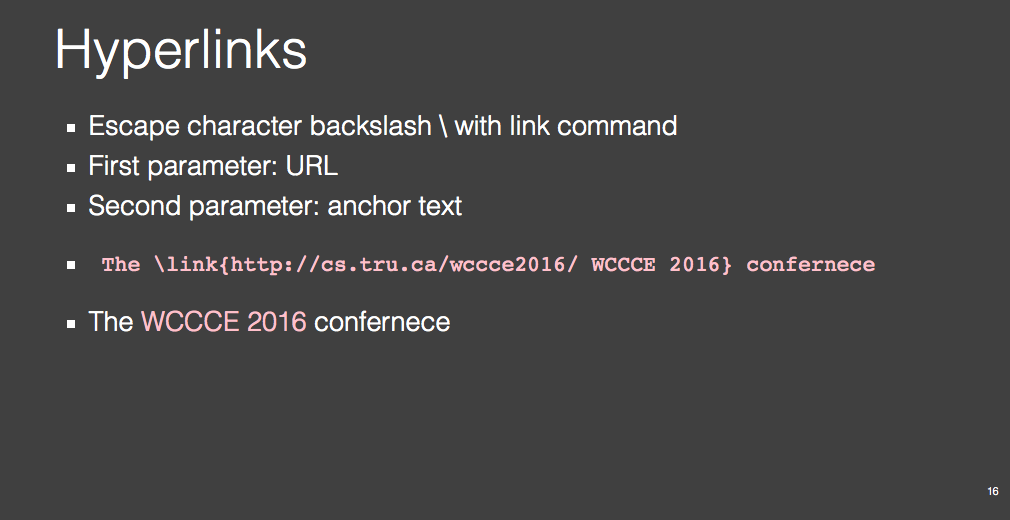 Hyperlinks
Escape character backslash \ with link command
First parameter: URL
Second parameter: anchor text
The \link{http://cs.tru.ca/wccce2016/ WCCCE 2016} confernece
The WCCCE 2016 confernece
16